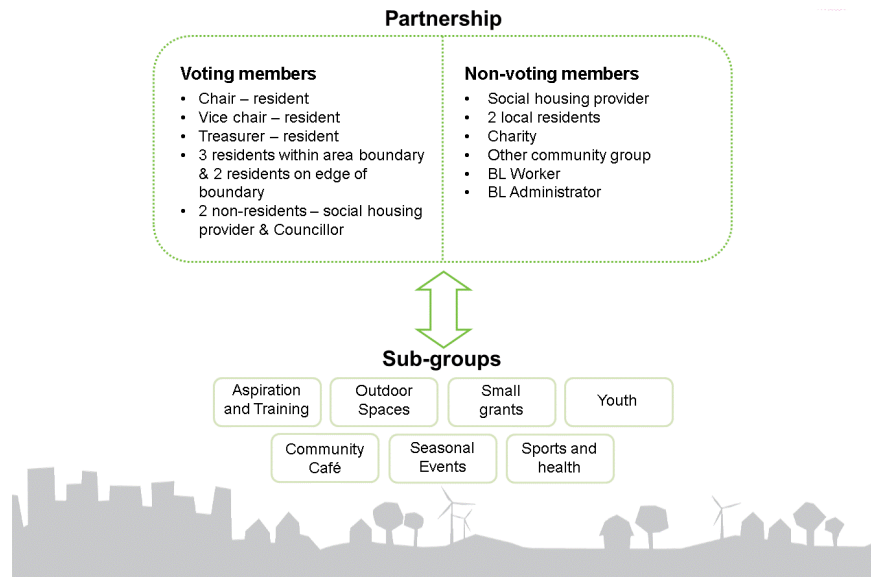 Partnership
Voting members
• Chair – resident
• Vice chair – resident
• Treasurer – resident
• 3 residents within area boundary
& 2 residents on edge of
boundary
• 2 non-residents – social housing
provider & Councillor
Non-voting members
• Social housing provider
• 2 local residents
• Charity
• Other community group
• BL Worker
• BL Administrator
Sub-groups
Aspiration
and Training
Outdoor
Spaces
Small
grants
Youth
Community
Café
Seasonal
Events
Sports and
health